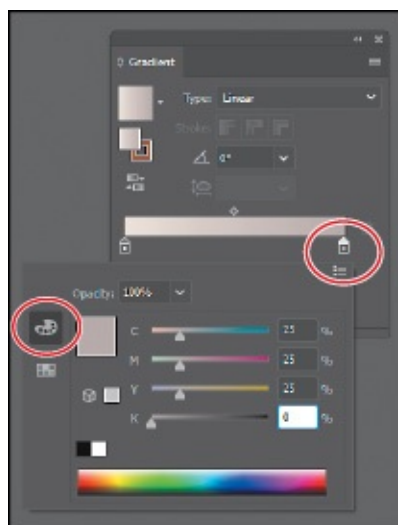 Gradient
Type: Linear
Stroke:
0°
Opacity: 100%
C 25 %
M 25 %
Y 25 %
K 0 %